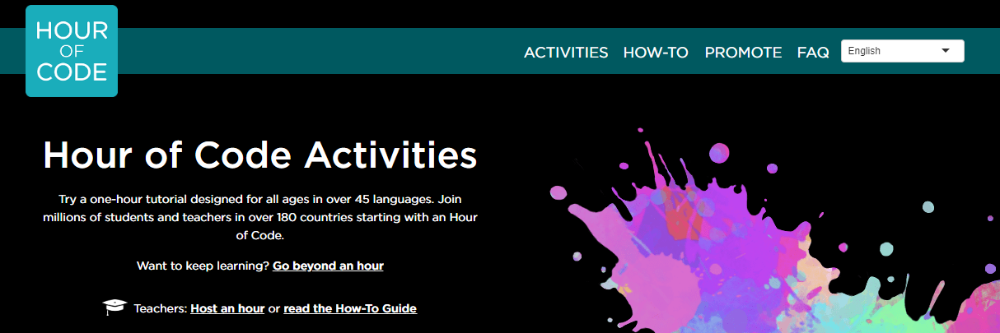 HOUR
OF
CODE
ACTIVITIES HOW-TO PROMOTE FAQ English
Hour of Code Activities
Try a one-hour tutorial designed for all ages in over 45 languages. Join
millions of students and teachers in over 180 countries starting with an Hour
of Code.
Want to keep learning? Go beyond an hour
Teachers: Host an hour or read the How-To Guide